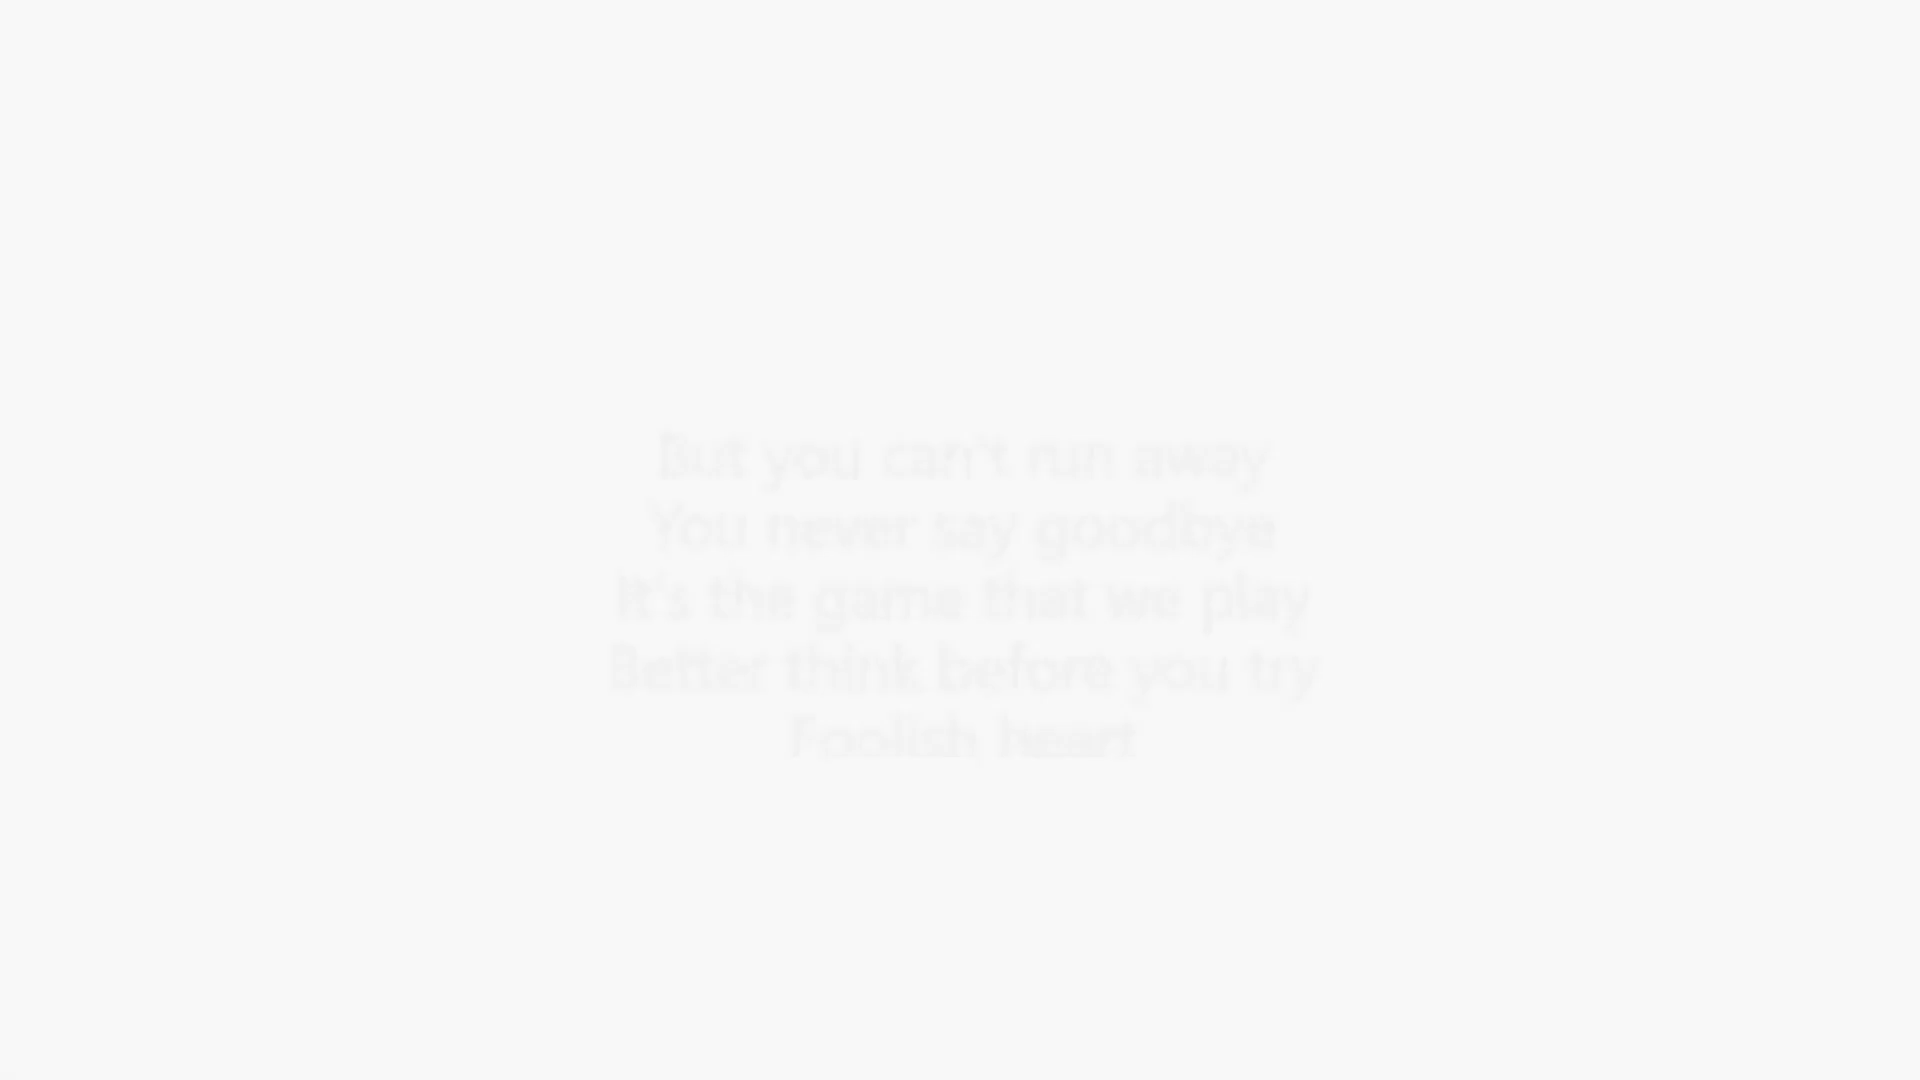 But you can't run away
You never say goodbye
It's the game that we play
Better think before you try
Foolish heart